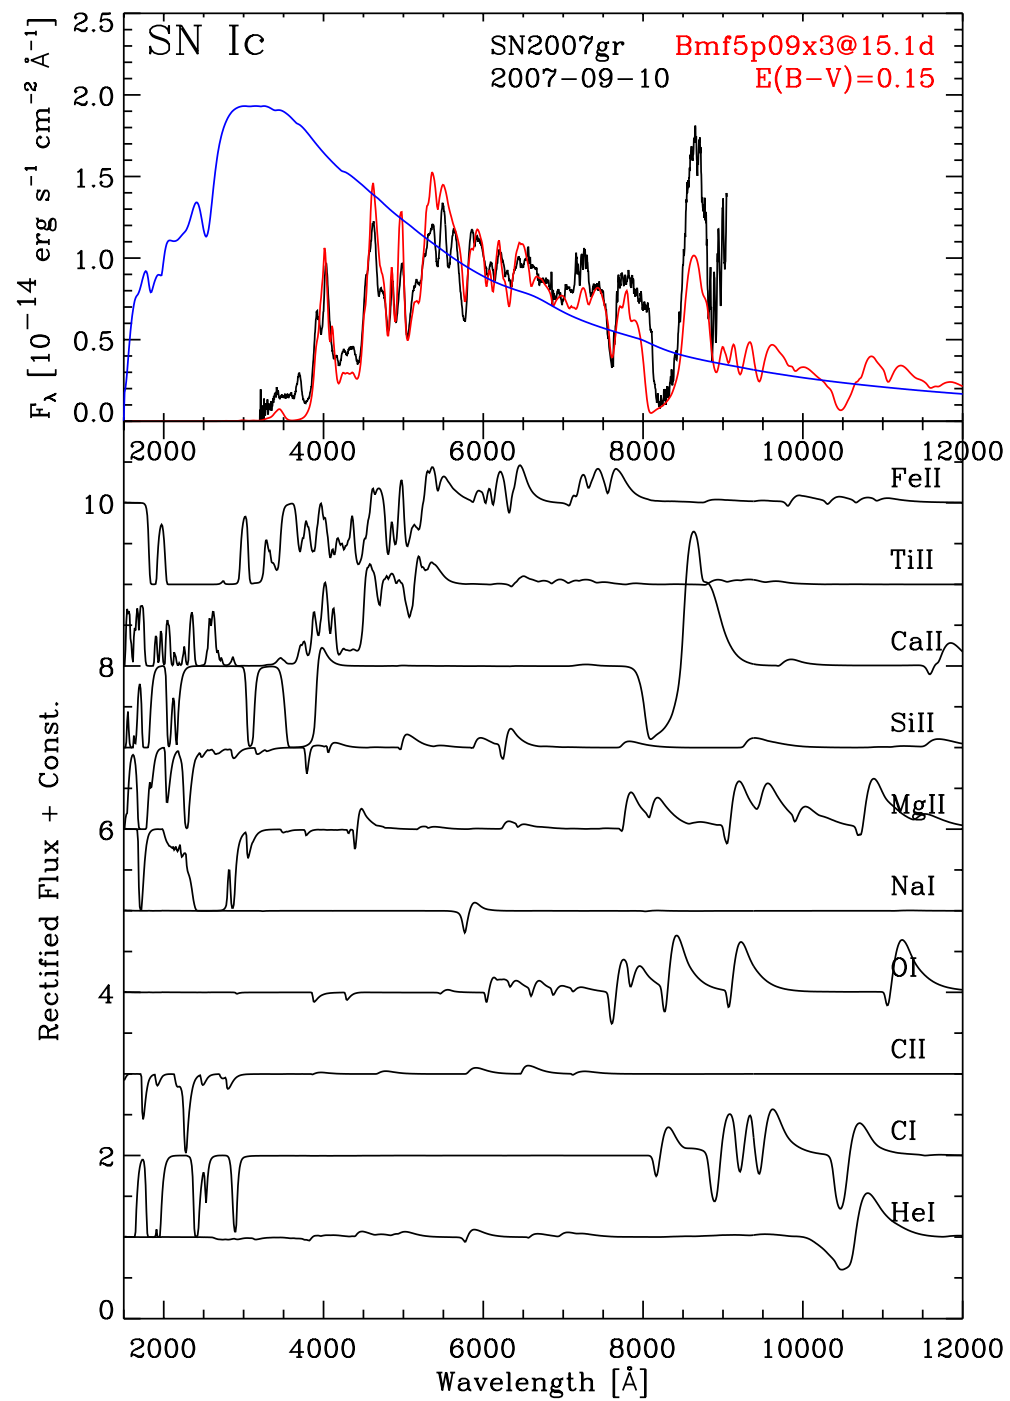 SN Ic
SN2007gr Bmf5p09x3@15.1d
2007−09−10 E(B−V)=0.15
F_λ [10^−14 erg s^−1 cm^−2 Å^−1]
2.5
2.0
1.5
1.0
0.5
0.0
2000 4000 6000 8000 10000 12000
Rectified Flux + Const.
10
8
6
4
2
0
FeII
TiII
CaII
SiII
MgII
NaI
OI
CII
CI
HeI
2000 4000 6000 8000 10000 12000
Wavelength [Å]